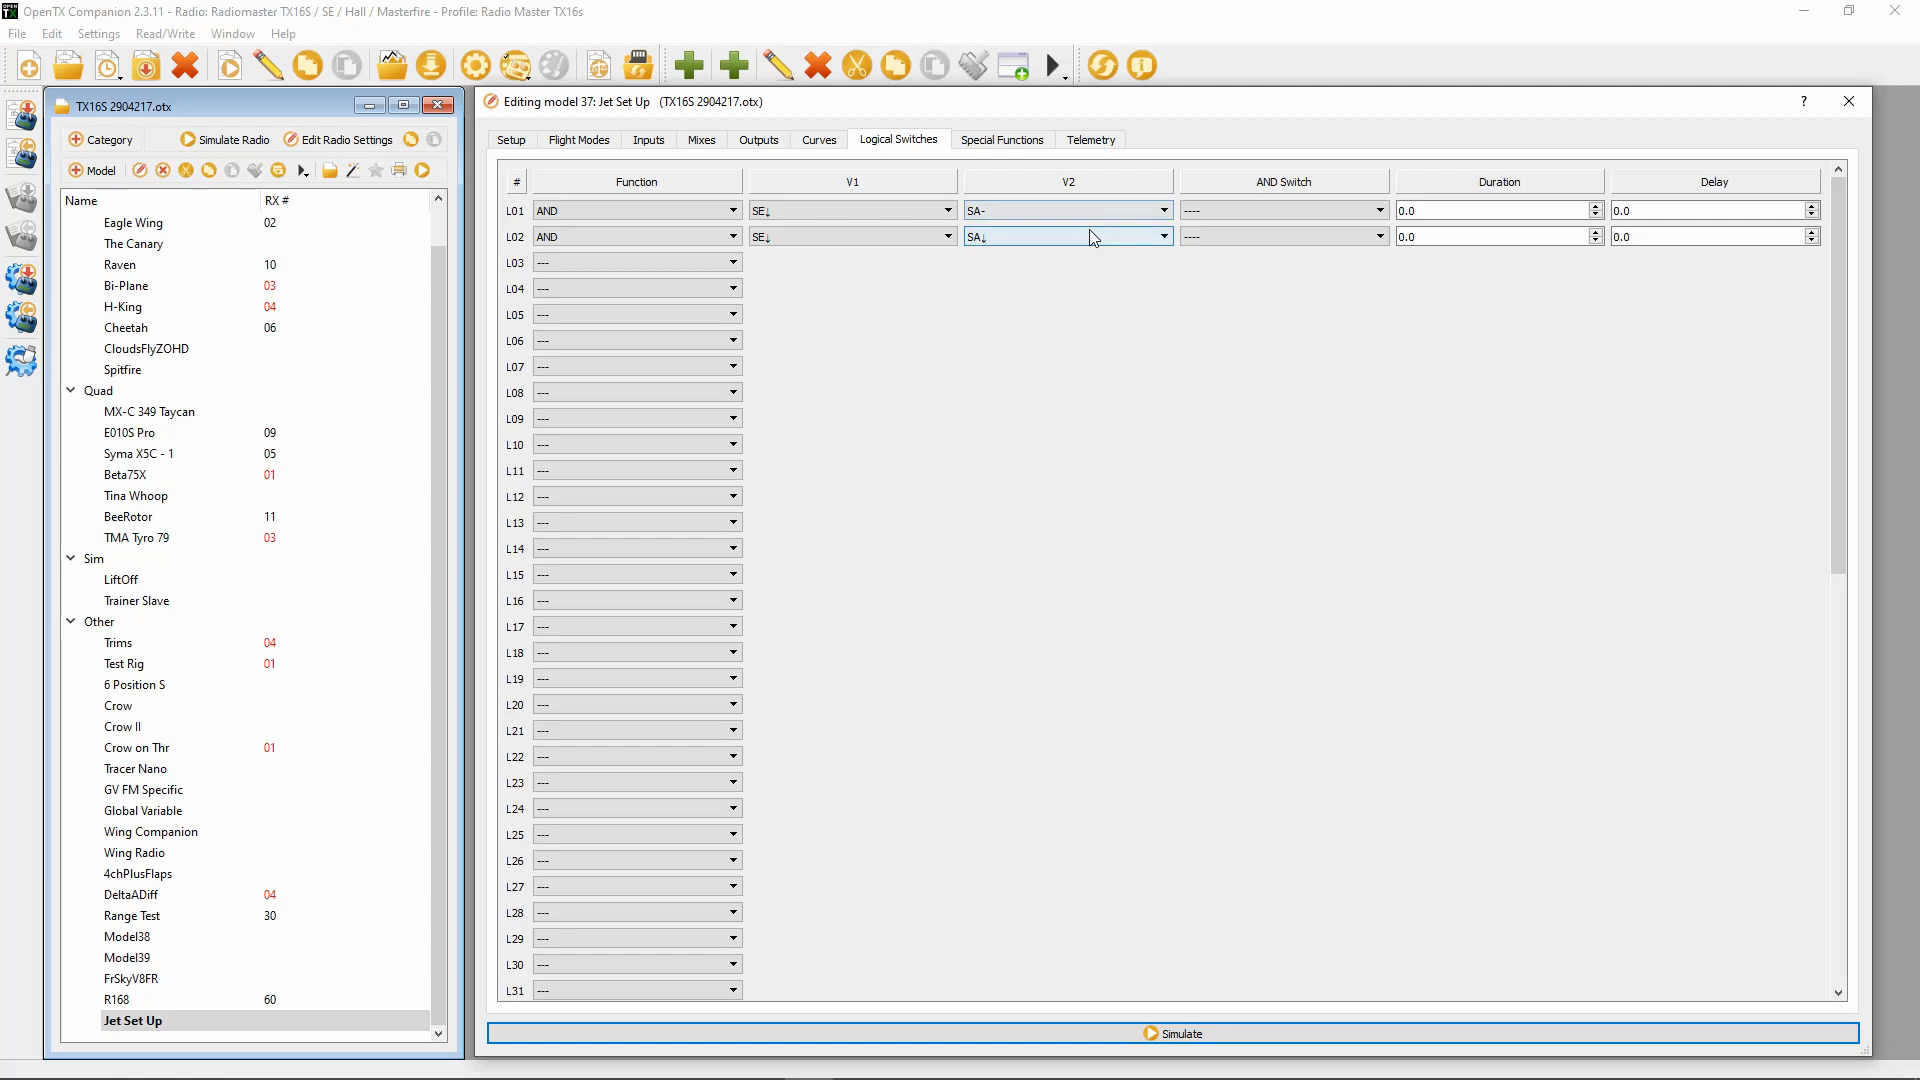 OpenTX Companion 2.3.11 - Radio: Radiomaster TX16S / SE / Hall / Masterfire - Profile: Radio Master TX16s
File Edit Settings Read/Write Window Help
TX16S 2904217.otx
Category Simulate Radio Edit Radio Settings
Model
Name RX #
Eagle Wing 02
The Canary
Raven 10
Bi-Plane 03
H-King 04
Cheetah 06
CloudsFlyZOHD
Spitfire
Quad
MX-C 349 Taycan
E010S Pro 09
Syma X5C - 1 05
Beta75X 01
Tina Whoop
BeeRotor 11
TMA Tyro 79 03
Sim
LiftOff
Trainer Slave
Other
Trims 04
Test Rig 01
6 Position S
Crow
Crow II
Crow on Thr 01
Tracer Nano
GV FM Specific
Global Variable
Wing Companion
Wing Radio
4chPlusFlaps
DeltaADiff 04
Range Test 30
Model38
Model39
FrSkyV8FR
R168 60
Jet Set Up
Editing model 37: Jet Set Up (TX16S 2904217.otx) ?
Setup Flight Modes Inputs Mixes Outputs Curves Logical Switches Special Functions Telemetry
# Function V1 V2 AND Switch Duration Delay
L01 AND SE↓ SA- ---- 0.0 0.0
L02 AND SE↓ SA↓ ---- 0.0 0.0
L03 ---
L04 ---
L05 ---
L06 ---
L07 ---
L08 ---
L09 ---
L10 ---
L11 ---
L12 ---
L13 ---
L14 ---
L15 ---
L16 ---
L17 ---
L18 ---
L19 ---
L20 ---
L21 ---
L22 ---
L23 ---
L24 ---
L25 ---
L26 ---
L27 ---
L28 ---
L29 ---
L30 ---
L31 ---
Simulate